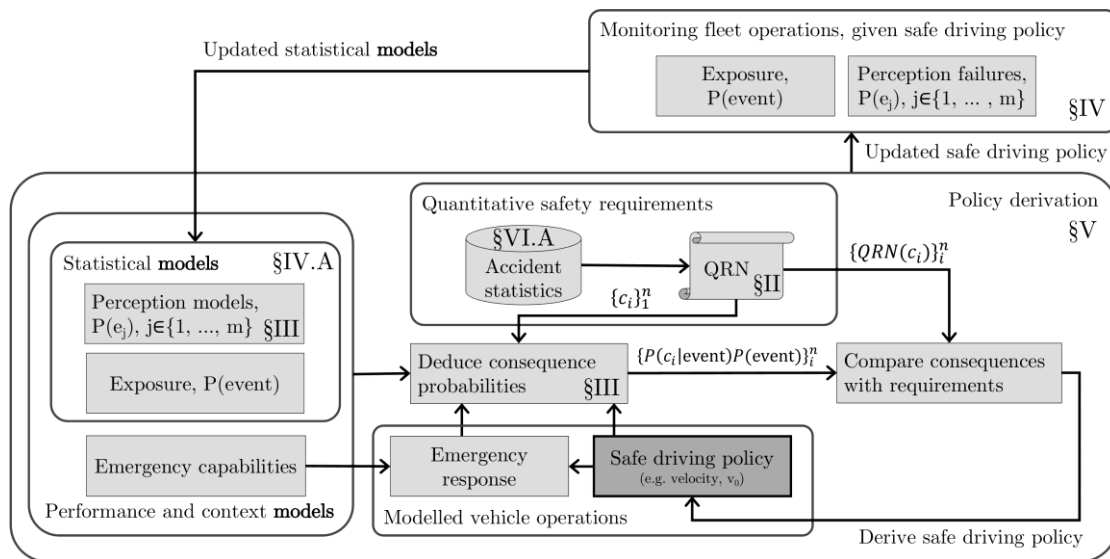 Monitoring fleet operations, given safe driving policy
Updated statistical models
Exposure,
P(event)
Perception failures,
P(eⱼ), j∈{1, ... , m}
§IV
Updated safe driving policy
Policy derivation
§V
Quantitative safety requirements
§VI.A
Accident
statistics
QRN
§II
{QRN(cᵢ)}ᵢⁿ
{cᵢ}₁ⁿ
Statistical models
§IV.A
Perception models,
P(eⱼ), j∈{1, ..., m}
§III
Exposure, P(event)
Deduce consequence
probabilities
§III
{P(cᵢ|event)P(event)}ᵢⁿ
Compare consequences
with requirements
Emergency capabilities
Performance and context models
Emergency
response
Safe driving policy
(e.g. velocity, v₀)
Modelled vehicle operations
Derive safe driving policy